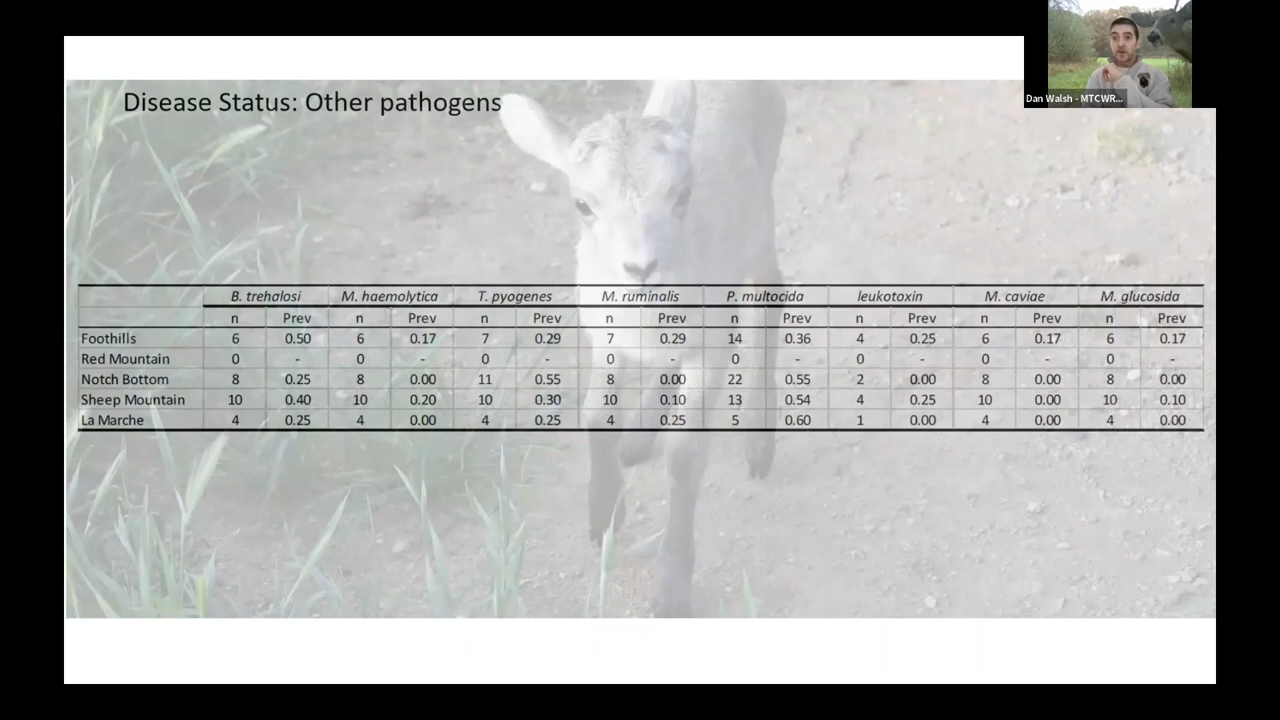 Dan Walsh - MTCWR...
Disease Status: Other pathogens
B. trehalosi M. haemolytica T. pyogenes M. ruminalis P. multocida leukotoxin M. caviae M. glucosida
n Prev n Prev n Prev n Prev n Prev n Prev n Prev n Prev
Foothills 6 0.50 6 0.17 7 0.29 7 0.29 14 0.36 4 0.25 6 0.17 6 0.17
Red Mountain 0 - 0 - 0 - 0 - 0 - 0 - 0 - 0 -
Notch Bottom 8 0.25 8 0.00 11 0.55 8 0.00 22 0.55 2 0.00 8 0.00 8 0.00
Sheep Mountain 10 0.40 10 0.20 10 0.30 10 0.10 13 0.54 4 0.25 10 0.00 10 0.10
La Marche 4 0.25 4 0.00 4 0.25 4 0.25 5 0.60 1 0.00 4 0.00 4 0.00